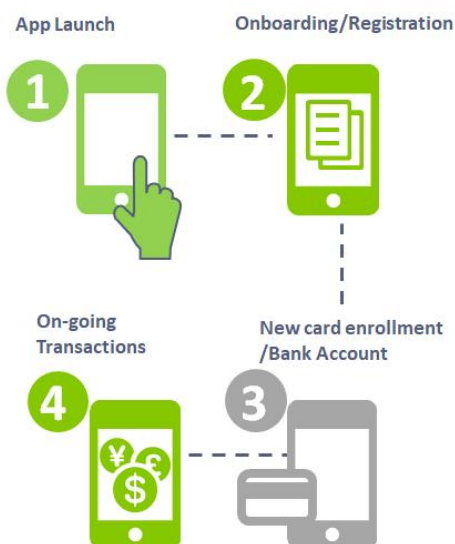 App Launch
Onboarding/Registration
1
2
On-going
Transactions
New card enrollment
/Bank Account
4
3
¥ £
$